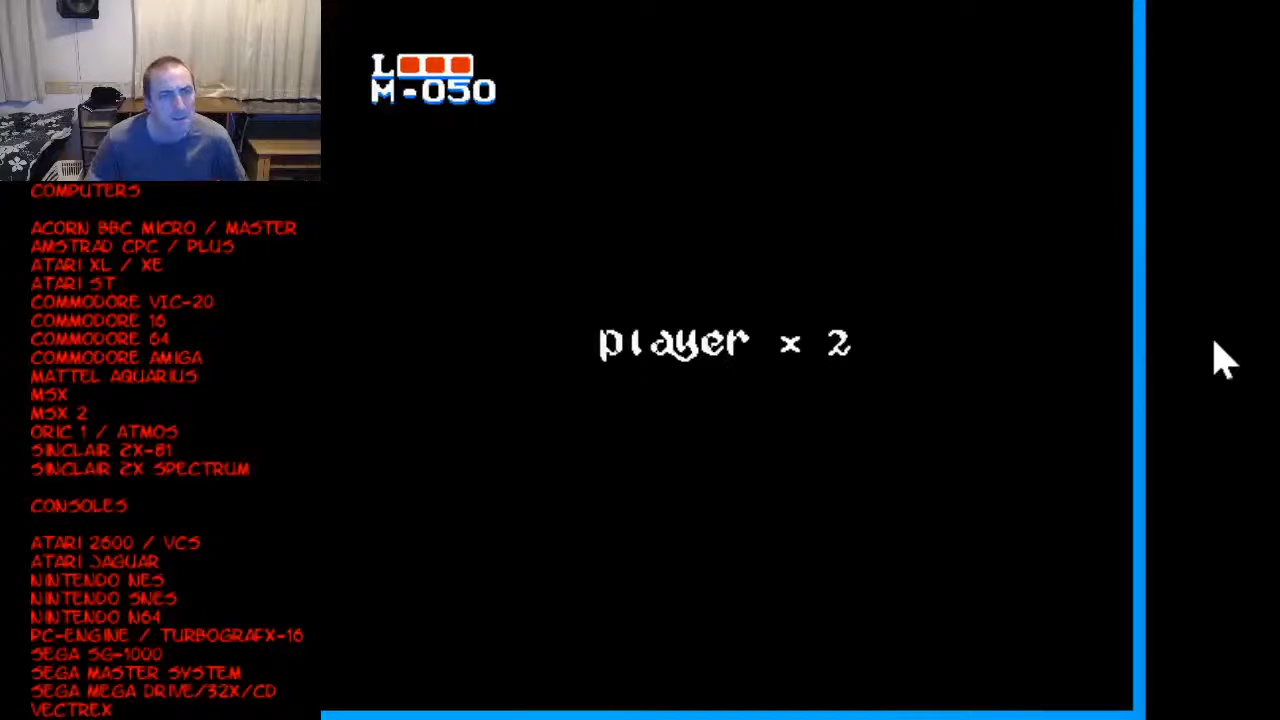 L
M-050
player × 2
COMPUTERS
ACORN BBC MICRO / MASTER
AMSTRAD CPC / PLUS
ATARI XL / XE
ATARI ST
COMMODORE VIC-20
COMMODORE 16
COMMODORE 64
COMMODORE AMIGA
MATTEL AQUARIUS
MSX
MSX 2
ORIC 1 / ATMOS
SINCLAIR ZX-81
SINCLAIR ZX SPECTRUM
CONSOLES
ATARI 2600 / VCS
ATARI JAGUAR
NINTENDO NES
NINTENDO SNES
NINTENDO N64
PC-ENGINE / TURBOGRAFX-16
SEGA SG-1000
SEGA MASTER SYSTEM
SEGA MEGA DRIVE/32X/CD
VECTREX